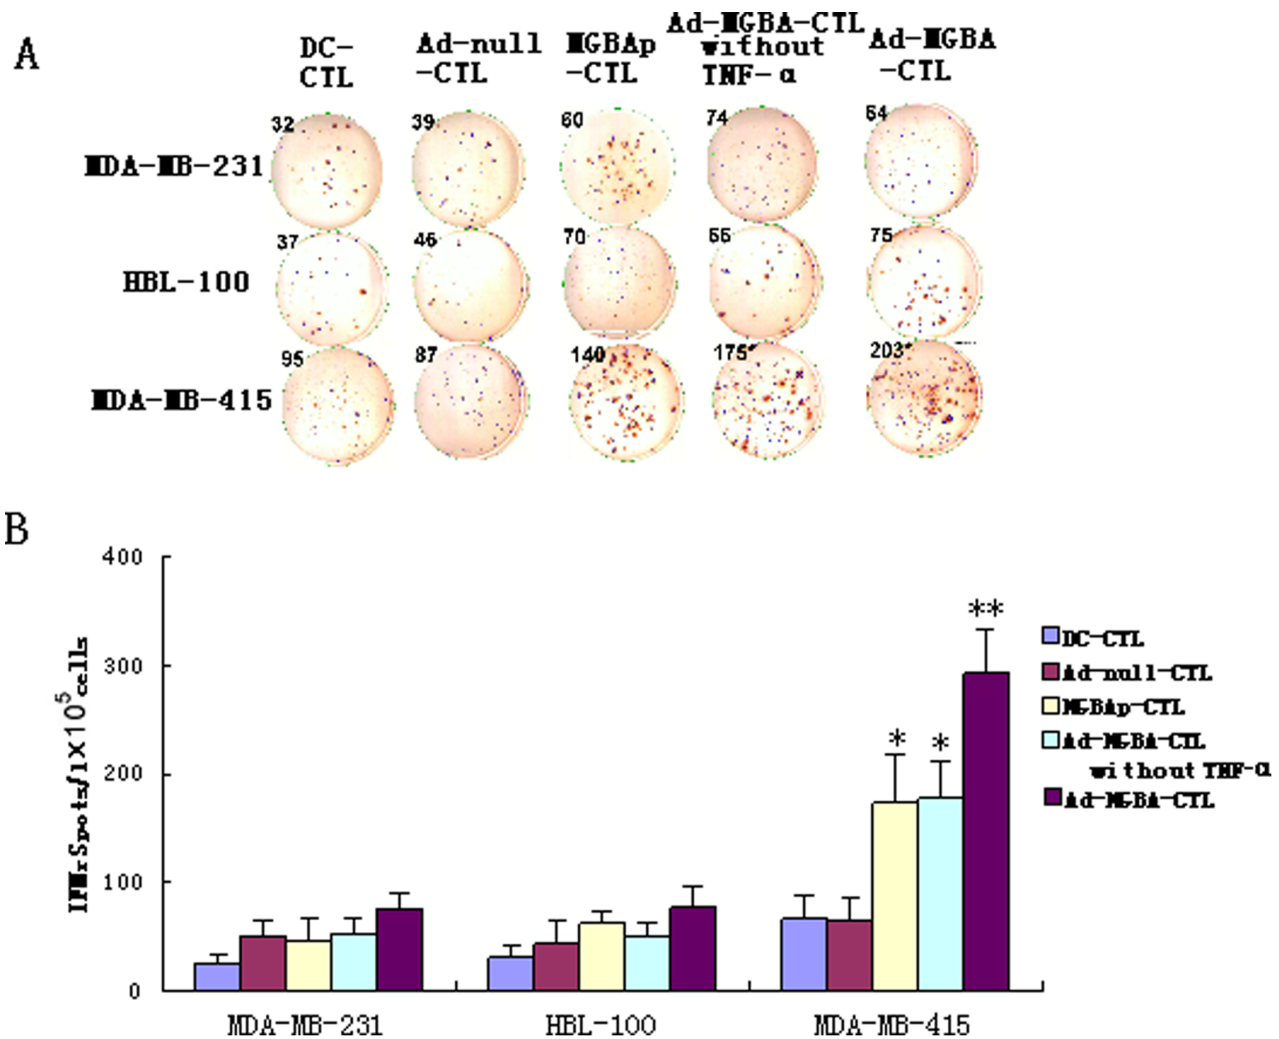 A
DC-
CTL
Ad-null
-CTL
MGBAp
-CTL
Ad-MGBA-CTL
without
TNF-α
Ad-MGBA
-CTL
MDA-MB-231
32
39
60
74
64
HBL-100
37
46
70
66
75
MDA-MB-415
95
87
140
175*
203*
B
400
300
200
100
0
IFNr Spots/1X10⁵cells
*
*
**
MDA-MB-231
HBL-100
MDA-MB-415
DC-CTL
Ad-null-CTL
MGBAp-CTL
Ad-MGBA-CTL
without TNF-α
Ad-MGBA-CTL